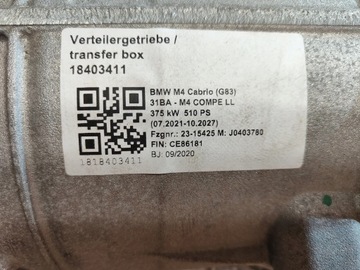 Verteilergetriebe /
transfer box
18403411
BMW M4 Cabrio (G83)
31BA - M4 COMPE LL
375 kW 510 PS
(07.2021-10.2027)
Fzgnr.: 23-15425 M: J0403780
FIN: CE86181
BJ: 09/2020
1818403411